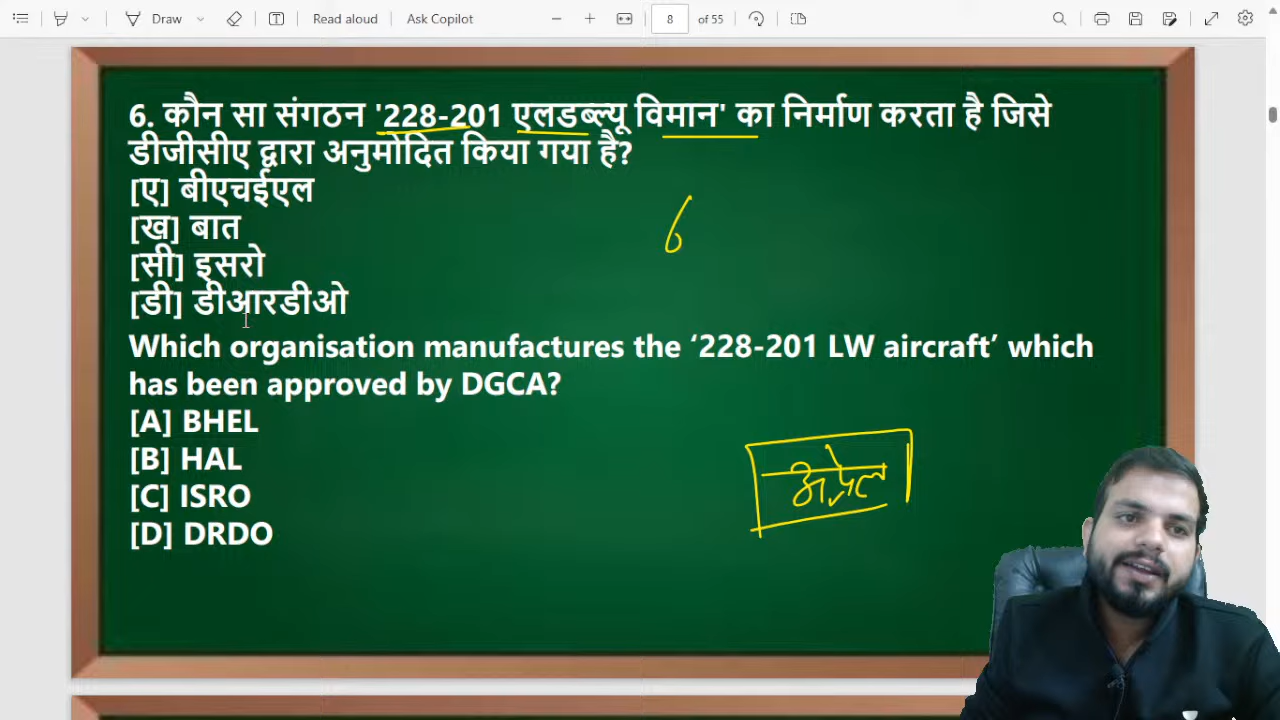 Draw
Read aloud
Ask Copilot
8
of 55
6. कौन सा संगठन '228-201 एलडब्ल्यू विमान' का निर्माण करता है जिसे
डीजीसीए द्वारा अनुमोदित किया गया है?
[ए] बीएचईएल
[ख] बात
[सी] इसरो
[डी] डीआरडीओ
6
Which organisation manufactures the ‘228-201 LW aircraft’ which
has been approved by DGCA?
[A] BHEL
[B] HAL
[C] ISRO
[D] DRDO
अप्रैल